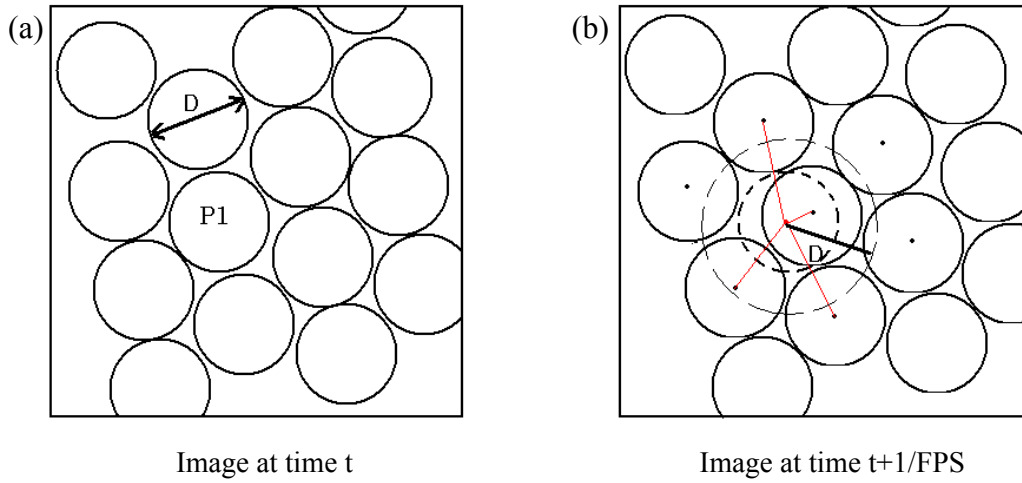 (a)
D
P1
Image at time t
(b)
D
Image at time t+1/FPS